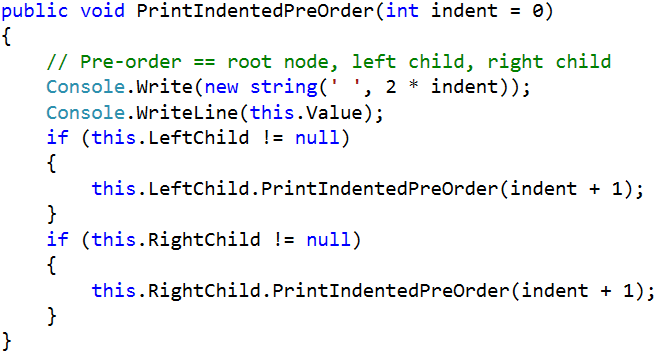 public void PrintIndentedPreOrder(int indent = 0)
{
    // Pre-order == root node, left child, right child
    Console.Write(new string(' ', 2 * indent));
    Console.WriteLine(this.Value);
    if (this.LeftChild != null)
    {
        this.LeftChild.PrintIndentedPreOrder(indent + 1);
    }
    if (this.RightChild != null)
    {
        this.RightChild.PrintIndentedPreOrder(indent + 1);
    }
}